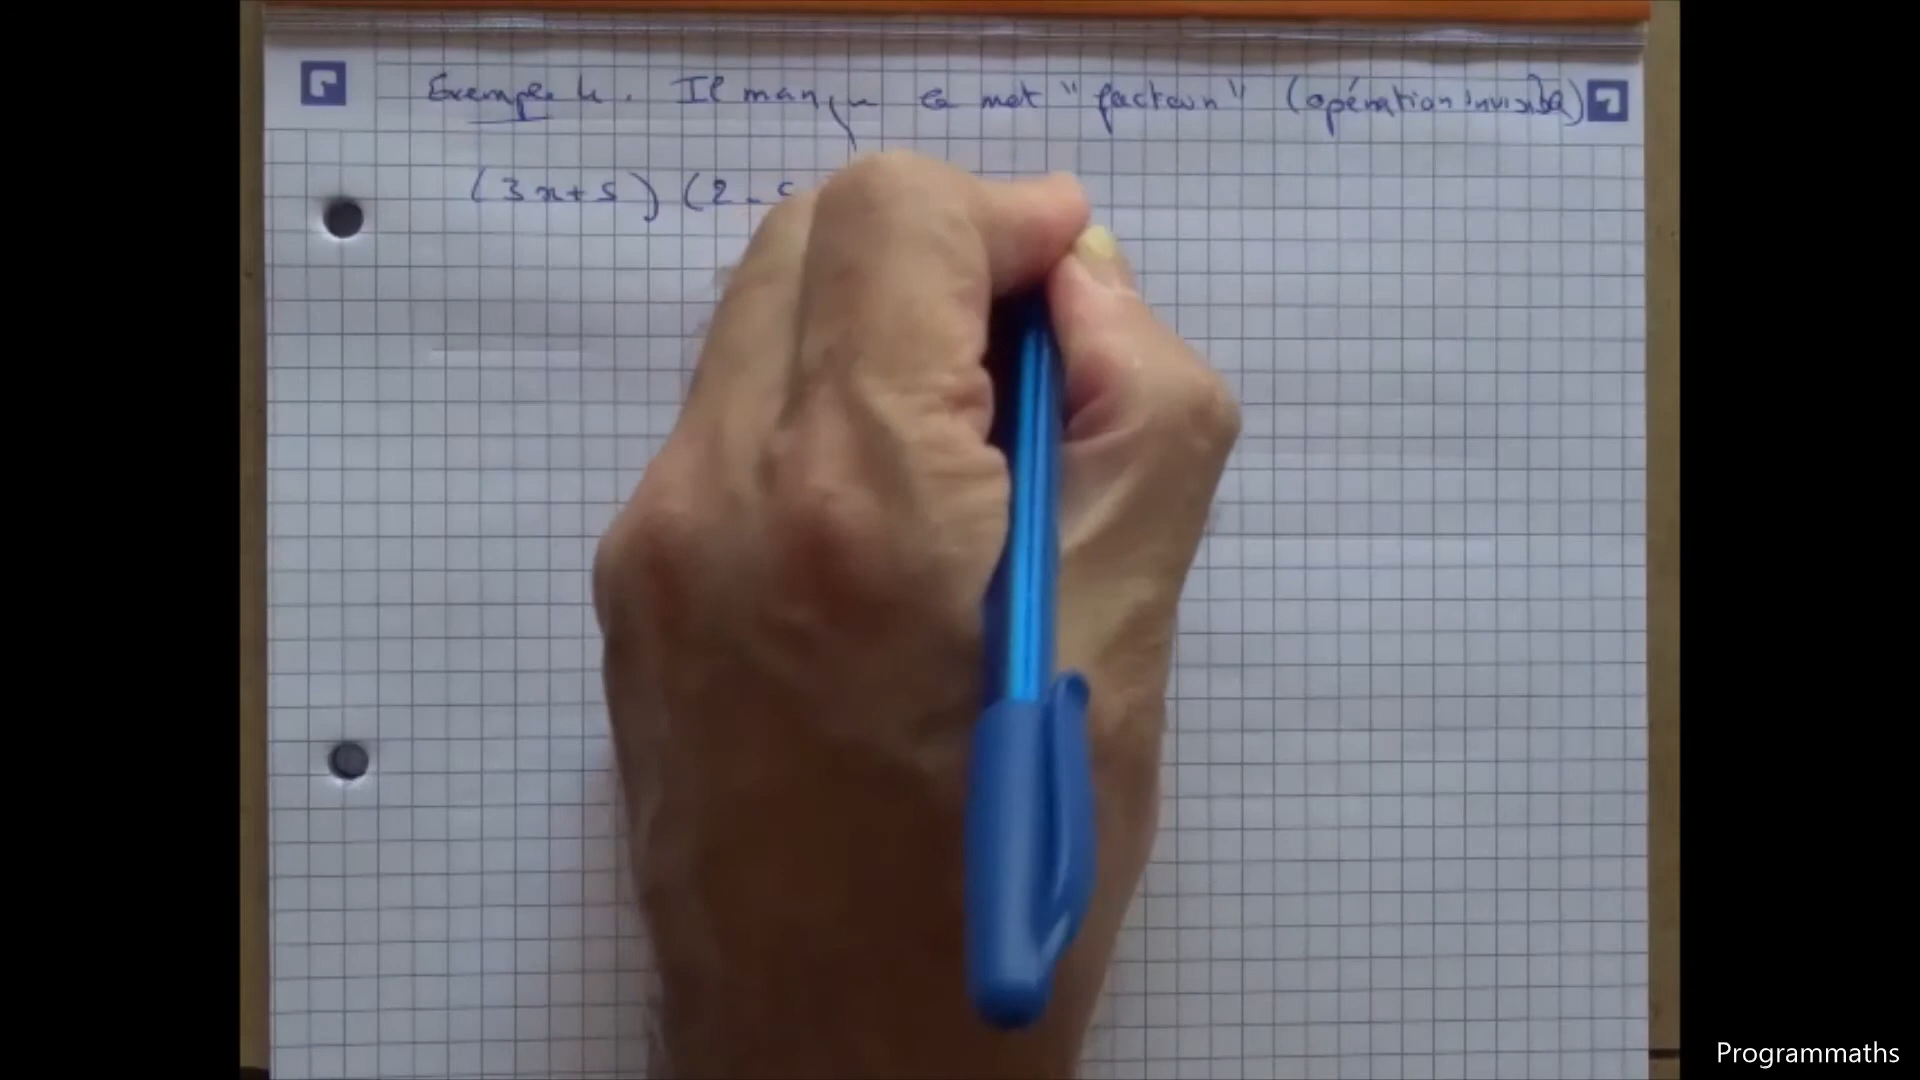 Exemple 4. Il manque le mot "facteur" (opération invisible)
(3x+5)(2-
Programmaths